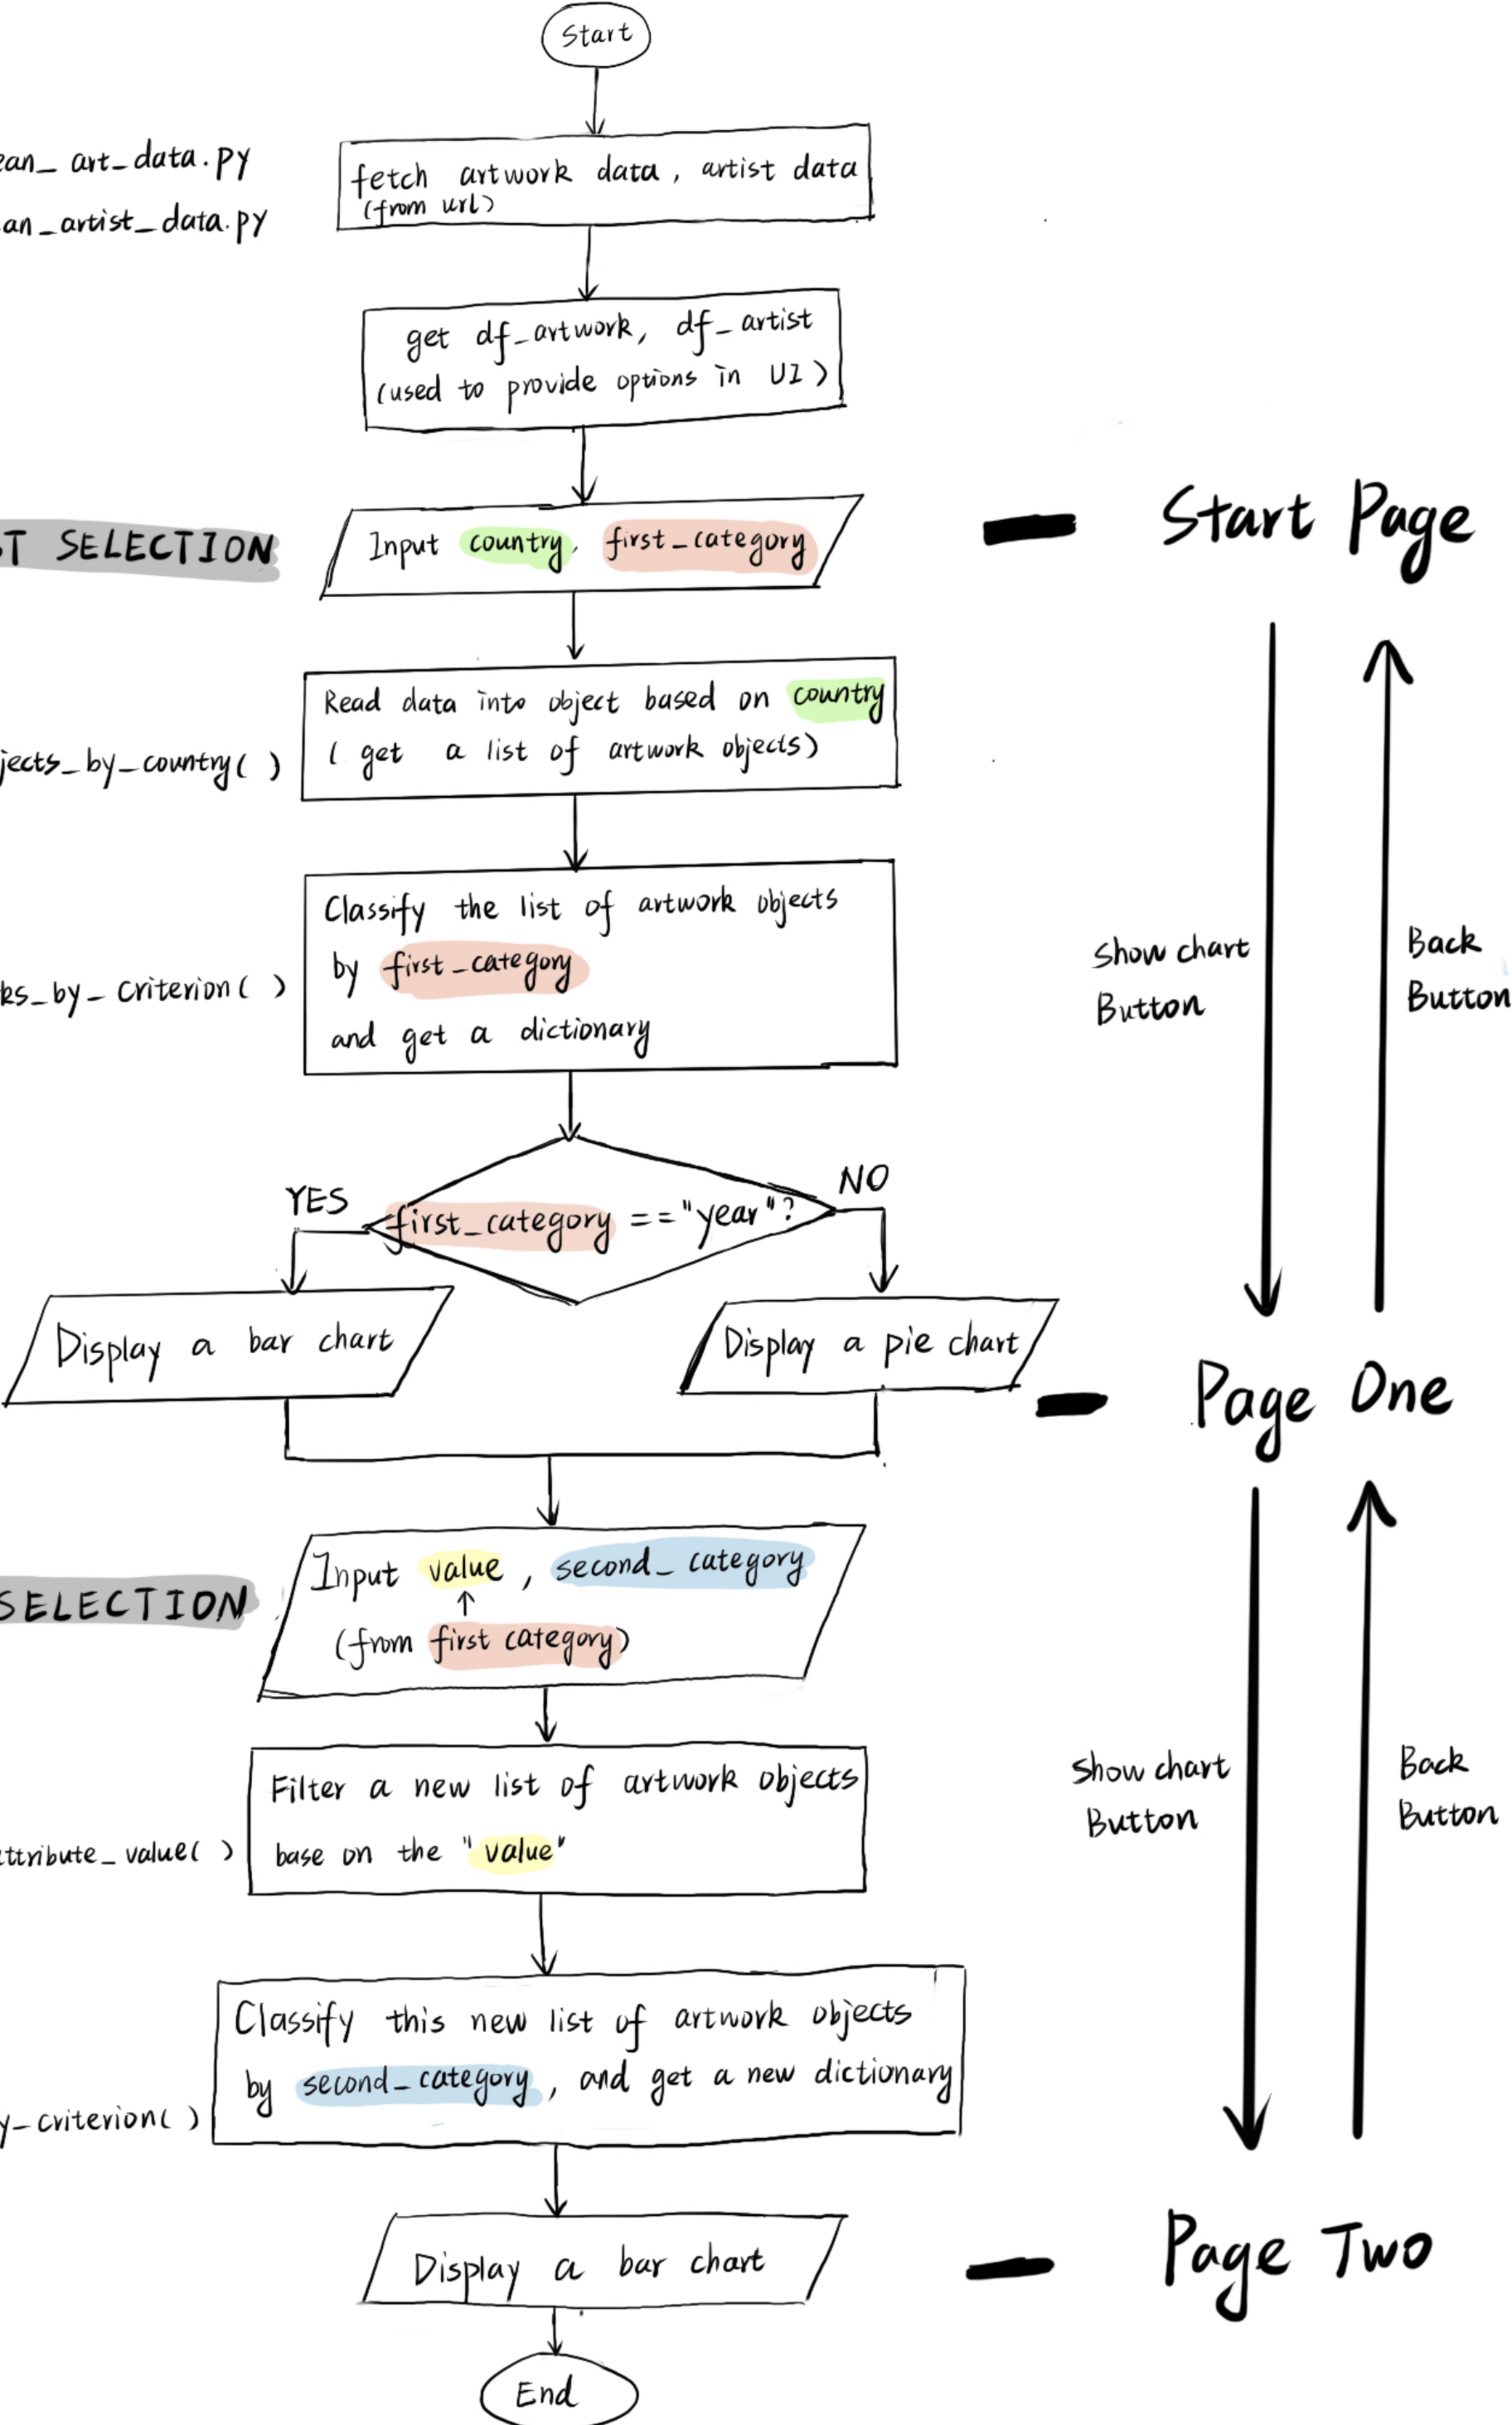 Start
ean_art_data.py
fetch artwork data, artist data
(from url)
an_artist_data.py
get df_artwork, df_artist
(used to provide options in UI)
ST SELECTION
Input country, first_category
Start Page
Read data into object based on country
(get a list of artwork objects)
jects_by_country( )
Classify the list of artwork objects
by first_category
and get a dictionary
ks_by_criterion( )
show chart
Button
Back
Button
YES
first_category =="year"?
NO
Display a bar chart
Display a pie chart
Page One
Input value, second_category
↑
(from first category)
SELECTION
Filter a new list of artwork objects
base on the "value"
ttribute_value( )
show chart
Button
Back
Button
Classify this new list of artwork objects
by second_category, and get a new dictionary
y_criterion( )
Display a bar chart
Page Two
End